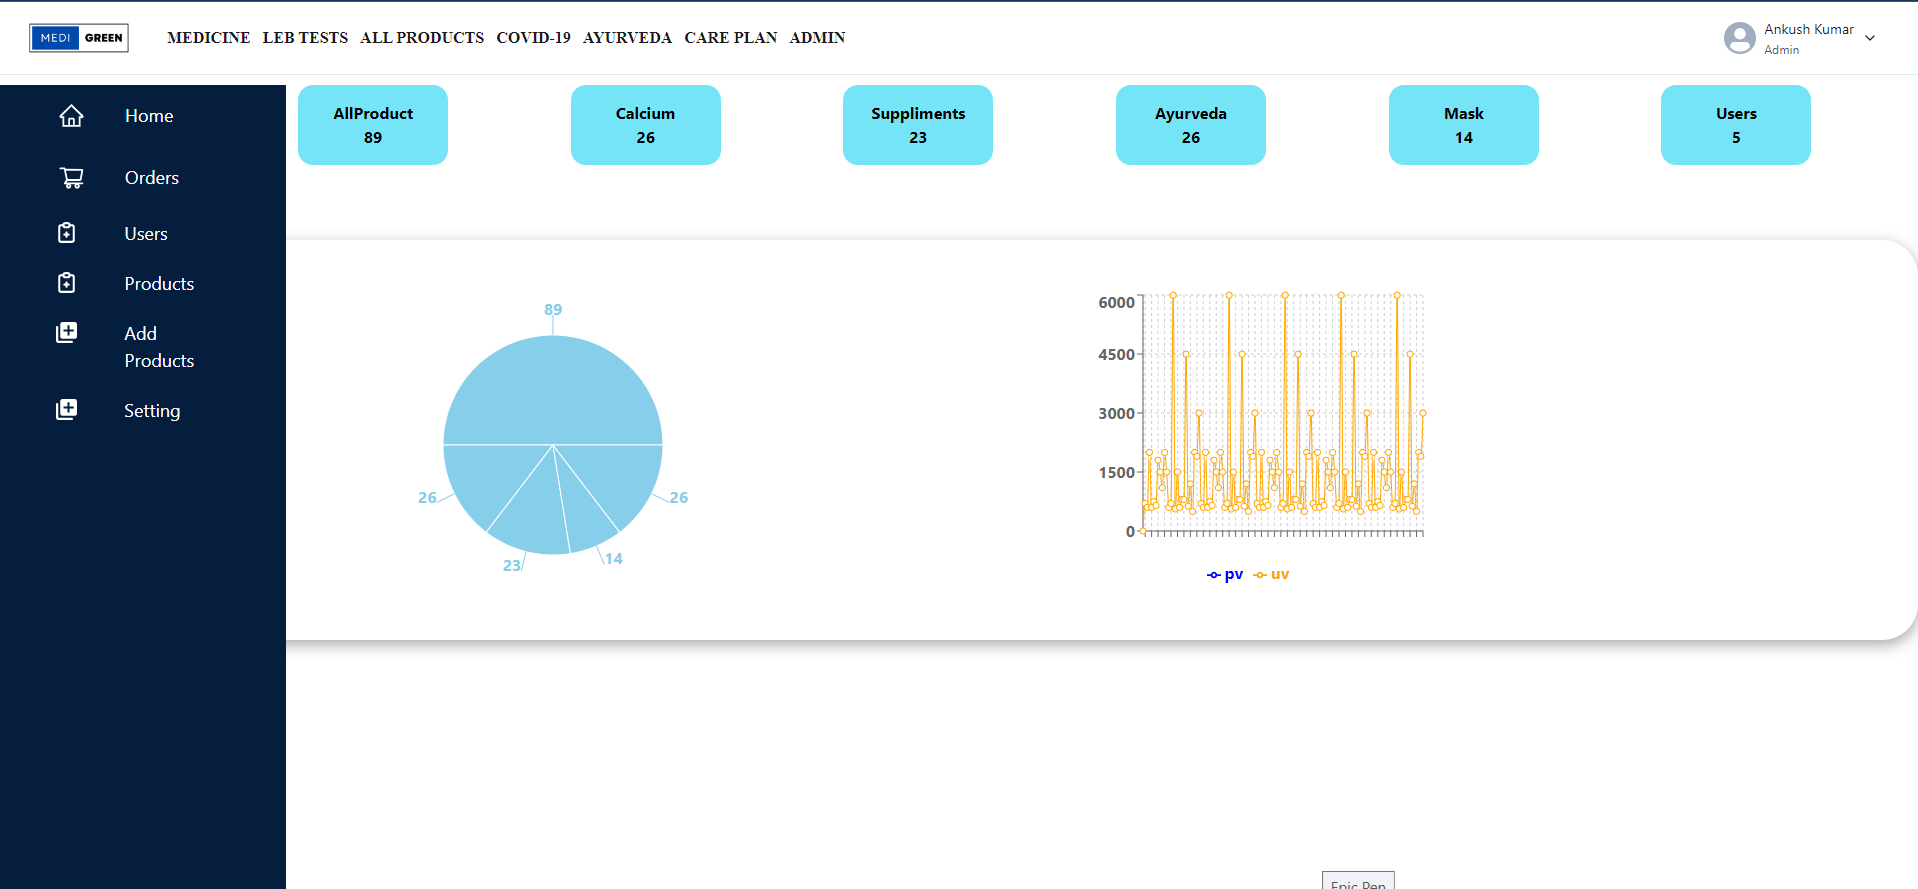 MEDI GREEN
MEDICINE LEB TESTS ALL PRODUCTS COVID-19 AYURVEDA CARE PLAN ADMIN
Ankush Kumar
Admin
Home
Orders
Users
Products
Add
Products
Setting
AllProduct
89
Calcium
26
Suppliments
23
Ayurveda
26
Mask
14
Users
5
89
26
26
23
14
6000
4500
3000
1500
0
pv uv
Epic Pen